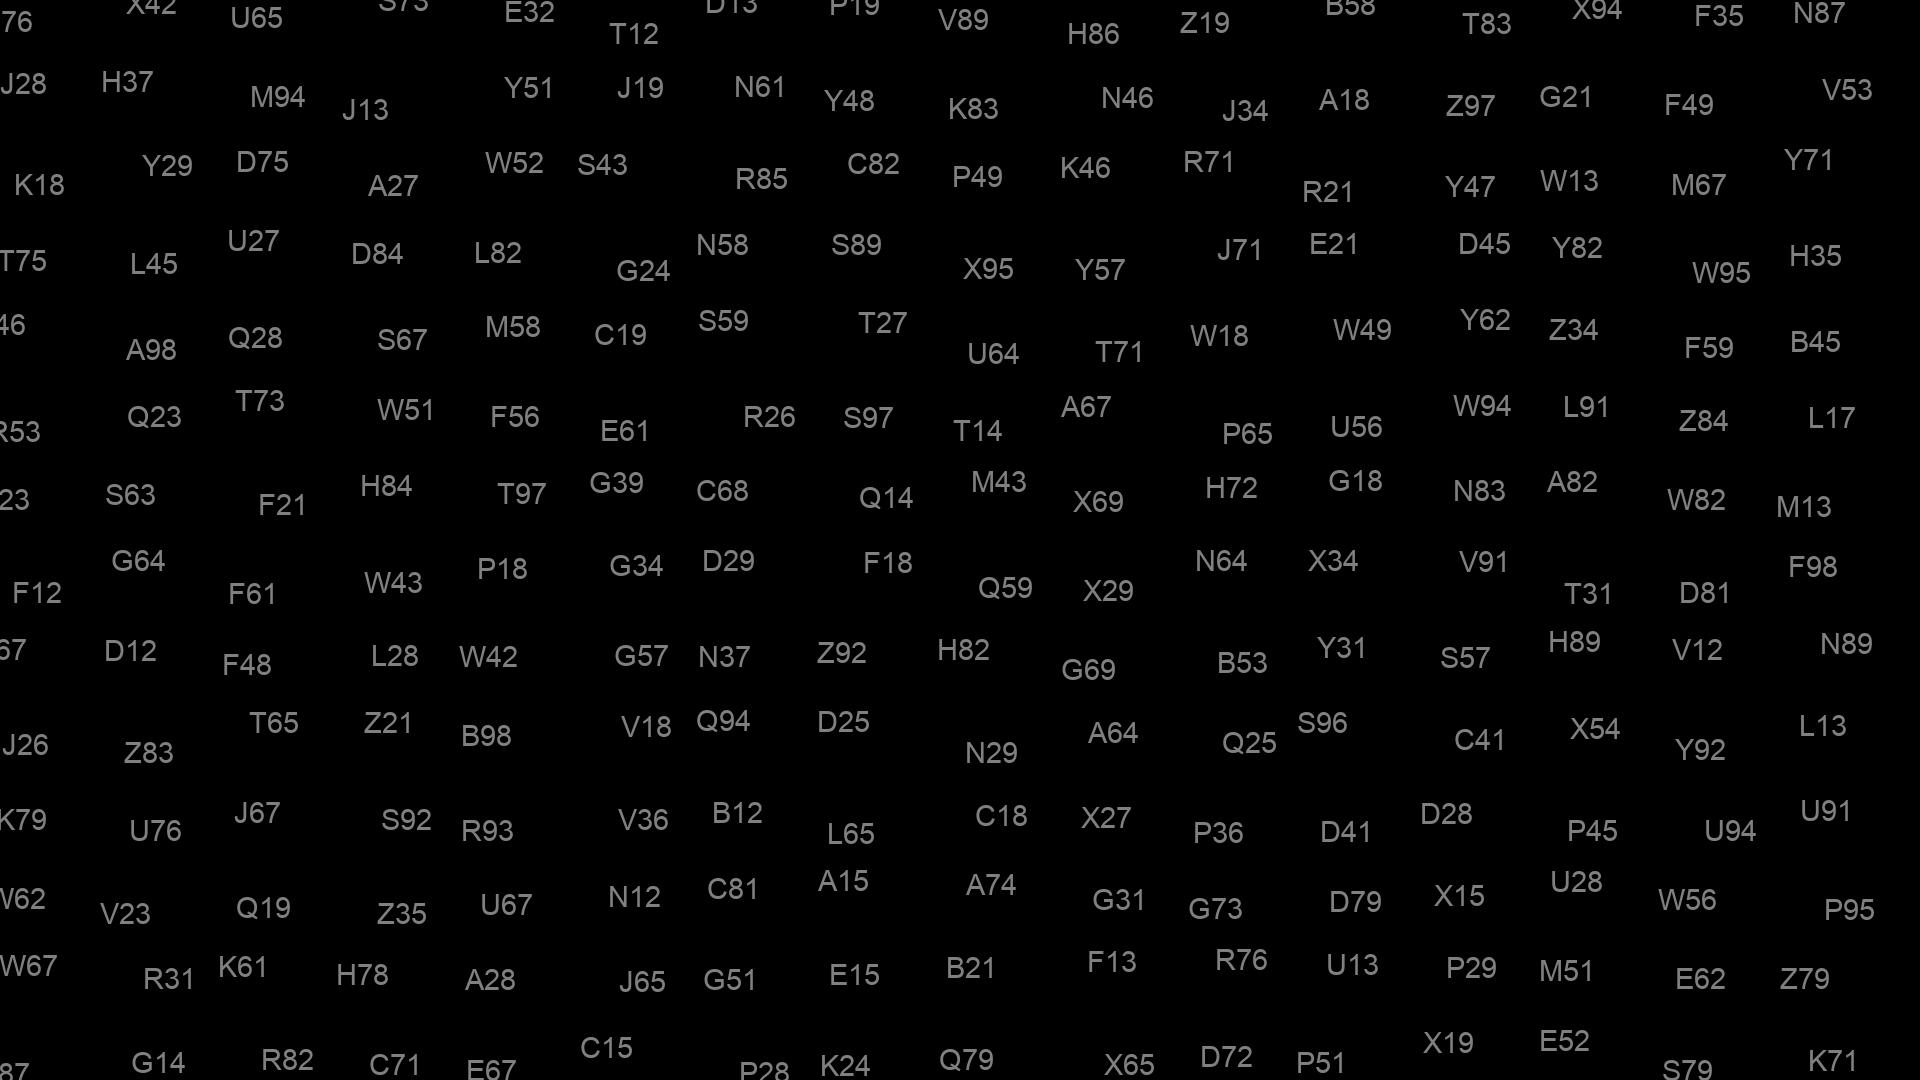 76 X42 U65 S73 E32 T12 D13 P19 V89 H86 Z19 B58 T83 X94 F35 N87
J28 H37 M94 J13 Y51 J19 N61 Y48 K83 N46 J34 A18 Z97 G21 F49 V53
K18 Y29 D75 A27 W52 S43 R85 C82 P49 K46 R71 R21 Y47 W13 M67 Y71
T75 L45 U27 D84 L82 G24 N58 S89 X95 Y57 J71 E21 D45 Y82 W95 H35
46 A98 Q28 S67 M58 C19 S59 T27 U64 T71 W18 W49 Y62 Z34 F59 B45
R53 Q23 T73 W51 F56 E61 R26 S97 T14 A67 P65 U56 W94 L91 Z84 L17
23 S63 F21 H84 T97 G39 C68 Q14 M43 X69 H72 G18 N83 A82 W82 M13
F12 G64 F61 W43 P18 G34 D29 F18 Q59 X29 N64 X34 V91 T31 D81 F98
67 D12 F48 L28 W42 G57 N37 Z92 H82 G69 B53 Y31 S57 H89 V12 N89
J26 Z83 T65 Z21 B98 V18 Q94 D25 N29 A64 Q25 S96 C41 X54 Y92 L13
K79 U76 J67 S92 R93 V36 B12 L65 C18 X27 P36 D41 D28 P45 U94 U91
W62 V23 Q19 Z35 U67 N12 C81 A15 A74 G31 G73 D79 X15 U28 W56 P95
W67 R31 K61 H78 A28 J65 G51 E15 B21 F13 R76 U13 P29 M51 E62 Z79
87 G14 R82 C71 E67 C15 P28 K24 Q79 X65 D72 P51 X19 E52 S79 K71